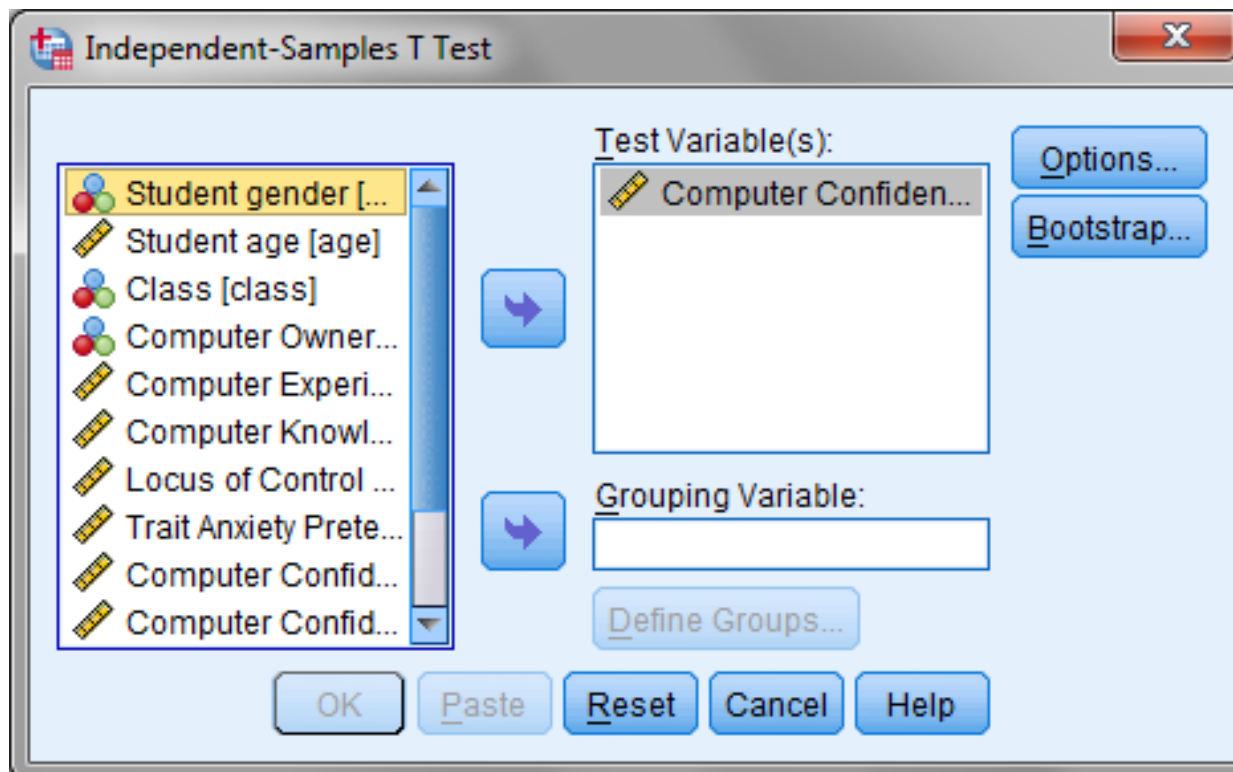 Independent-Samples T Test
Student gender [...
Student age [age]
Class [class]
Computer Owner...
Computer Experi...
Computer Knowl...
Locus of Control ...
Trait Anxiety Prete...
Computer Confid...
Computer Confid...
Test Variable(s):
Computer Confiden...
Grouping Variable:
Define Groups...
Options...
Bootstrap...
OK
Paste
Reset
Cancel
Help